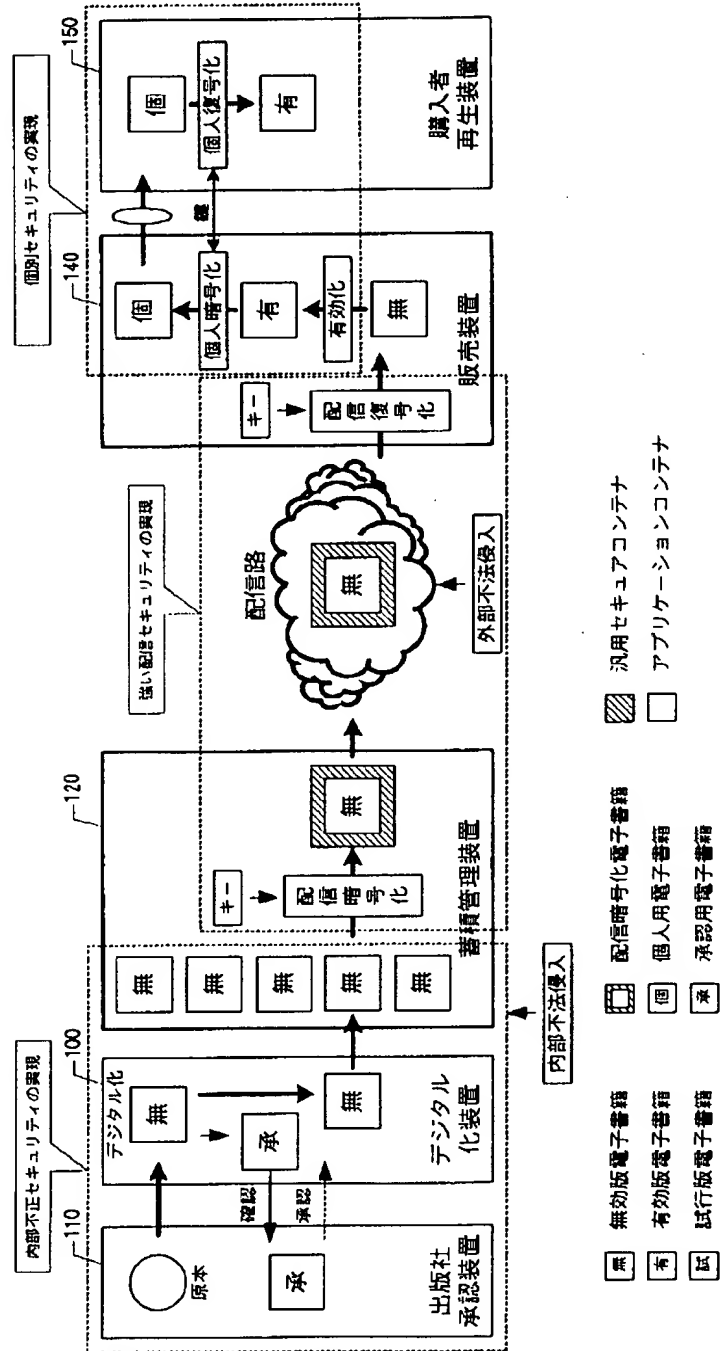 内部不正セキュリティの実現
110
原本
承
出版社
承認装置
100
デジタル化
無
承
確認
承認
無
デジタル
化装置
内部不法侵入
120
無
無
無
無
無
キー
配信暗号化
無
蓄積管理装置
強い配信セキュリティの実現
配信路
無
外部不法侵入
140
キー
配信復号化
無
有効化
有
個人暗号化
個
販売装置
鍵
個別セキュリティの実現
150
個
個人復号化
有
購入者
再生装置
無 無効版電子書籍
有 有効版電子書籍
試 試行版電子書籍
配信暗号化電子書籍
個 個人用電子書籍
承 承認用電子書籍
汎用セキュアコンテナ
アプリケーションコンテナ